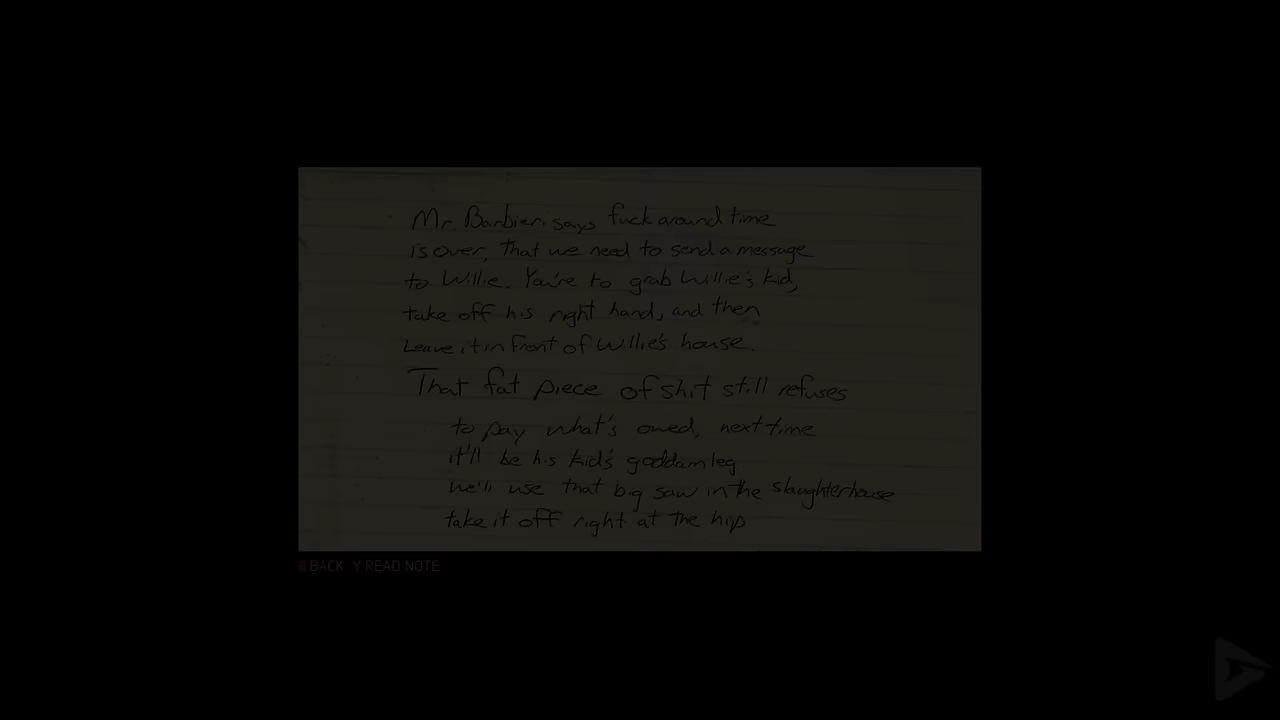 Mr. Barbieri says fuck around time
is over, that we need to send a message
to Willie. You're to grab Willie's kid,
take off his right hand, and then
Leave it in front of Willie's house.
That fat piece of shit still refuses
to pay what's owed, next time
it'll be his kid's goddam leg
we'll use that big saw in the slaughterhouse
take it off right at the hip
BACK Y READ NOTE